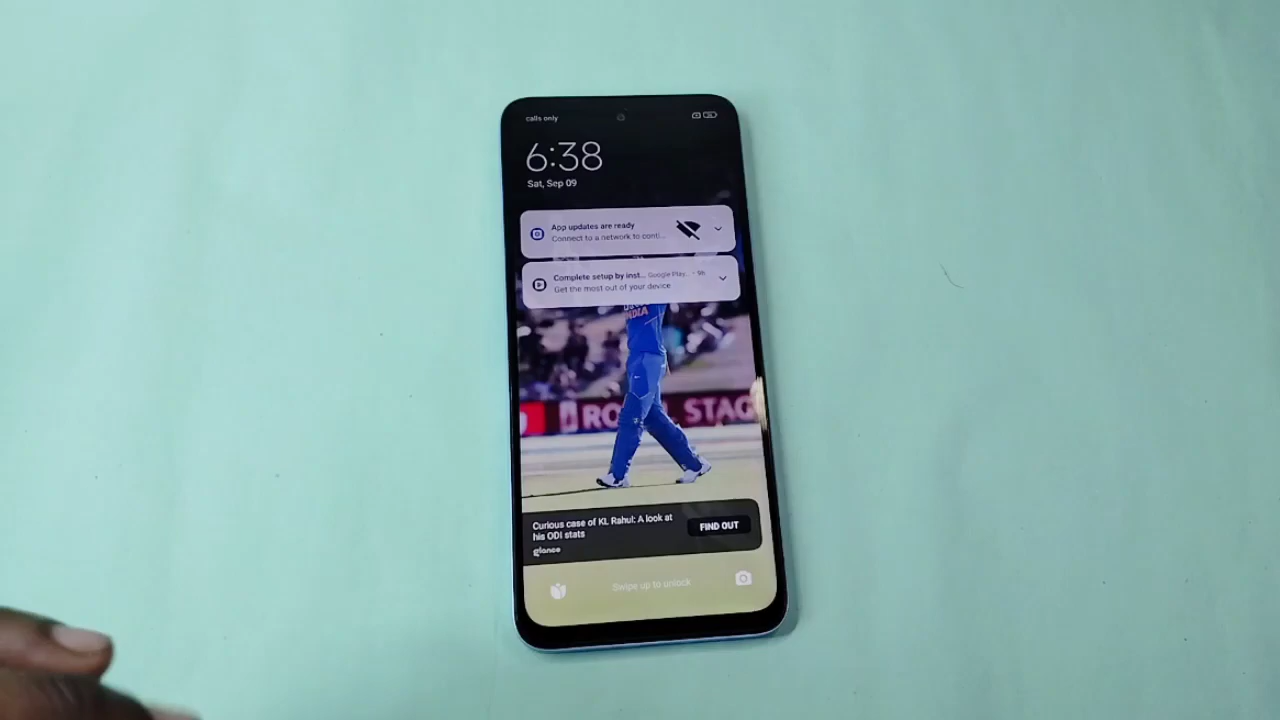 calls only
6:38
Sat, Sep 09
App updates are ready
Connect to a network to conti...
Complete setup by inst... Google Play... • 9h
Get the most out of your device
INDIA
ROYAL STAG
Curious case of KL Rahul: A look at
his ODI stats
FIND OUT
glance
Swipe up to unlock